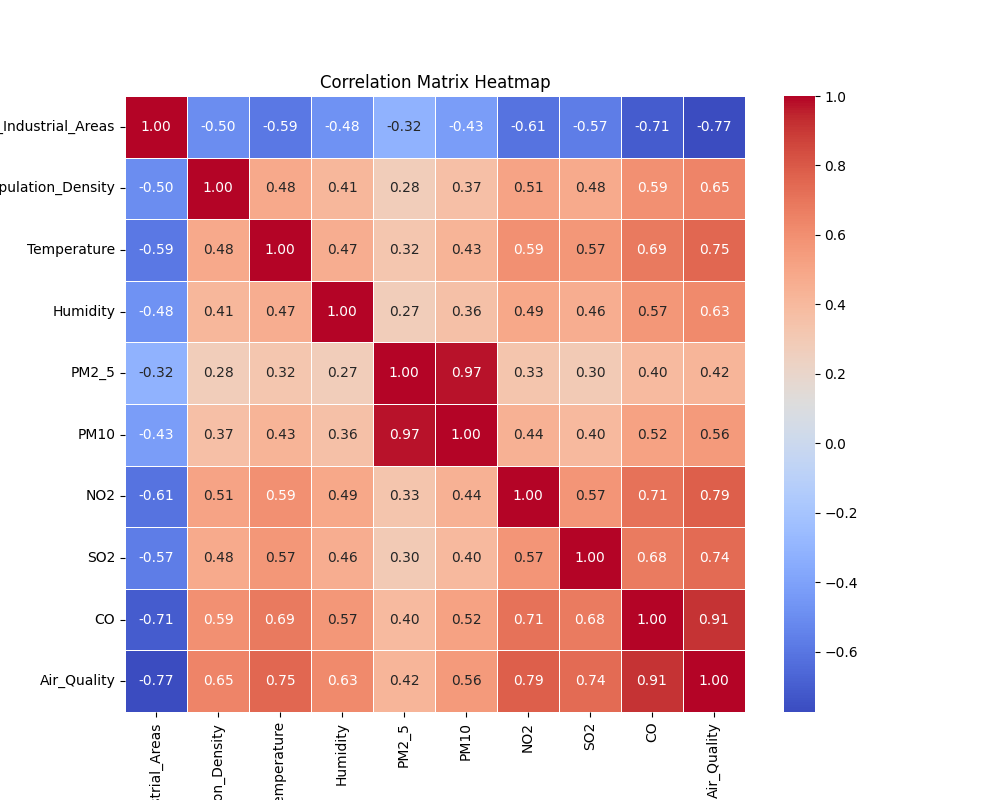 Correlation Matrix Heatmap
_Industrial_Areas 1.00 -0.50 -0.59 -0.48 -0.32 -0.43 -0.61 -0.57 -0.71 -0.77
pulation_Density -0.50 1.00 0.48 0.41 0.28 0.37 0.51 0.48 0.59 0.65
Temperature -0.59 0.48 1.00 0.47 0.32 0.43 0.59 0.57 0.69 0.75
Humidity -0.48 0.41 0.47 1.00 0.27 0.36 0.49 0.46 0.57 0.63
PM2_5 -0.32 0.28 0.32 0.27 1.00 0.97 0.33 0.30 0.40 0.42
PM10 -0.43 0.37 0.43 0.36 0.97 1.00 0.44 0.40 0.52 0.56
NO2 -0.61 0.51 0.59 0.49 0.33 0.44 1.00 0.57 0.71 0.79
SO2 -0.57 0.48 0.57 0.46 0.30 0.40 0.57 1.00 0.68 0.74
CO -0.71 0.59 0.69 0.57 0.40 0.52 0.71 0.68 1.00 0.91
Air_Quality -0.77 0.65 0.75 0.63 0.42 0.56 0.79 0.74 0.91 1.00
strial_Areas
on_Density
emperature
Humidity
PM2_5
PM10
NO2
SO2
CO
Air_Quality
1.0
0.8
0.6
0.4
0.2
0.0
−0.2
−0.4
−0.6